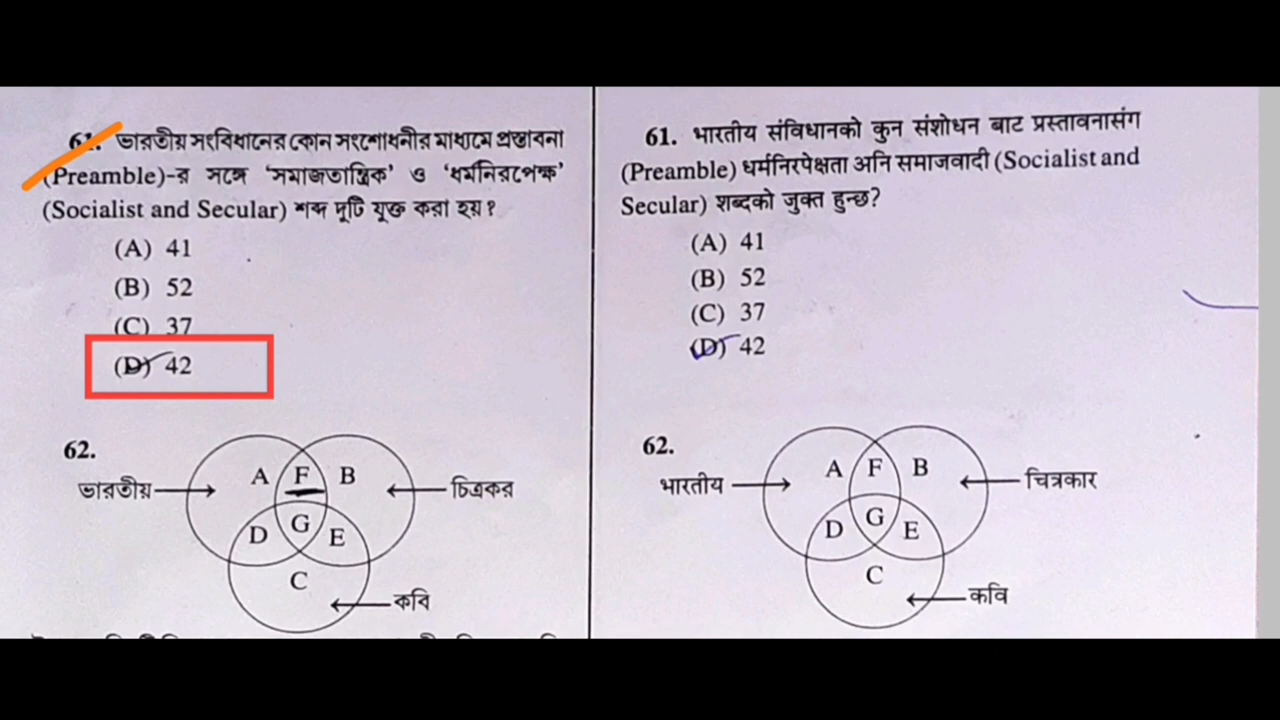 61. ভারতীয় সংবিধানের কোন সংশোধনীর মাধ্যমে প্রস্তাবনা
(Preamble)-র সঙ্গে ‘সমাজতান্ত্রিক’ ও ‘ধর্মনিরপেক্ষ’
(Socialist and Secular) শব্দ দুটি যুক্ত করা হয় ?
(A) 41
(B) 52
(C) 37
(D) 42
62.
A F B
ভারতীয়
চিত্রকর
G
D E
C
কবি
61. भारतीय संविधानको कुन संशोधन बाट प्रस्तावनासंग
(Preamble) धर्मनिरपेक्षता अनि समाजवादी (Socialist and
Secular) शब्दको जुक्त हुन्छ?
(A) 41
(B) 52
(C) 37
(D) 42
62.
A F B
भारतीय
चित्रकार
G
D E
C
कवि